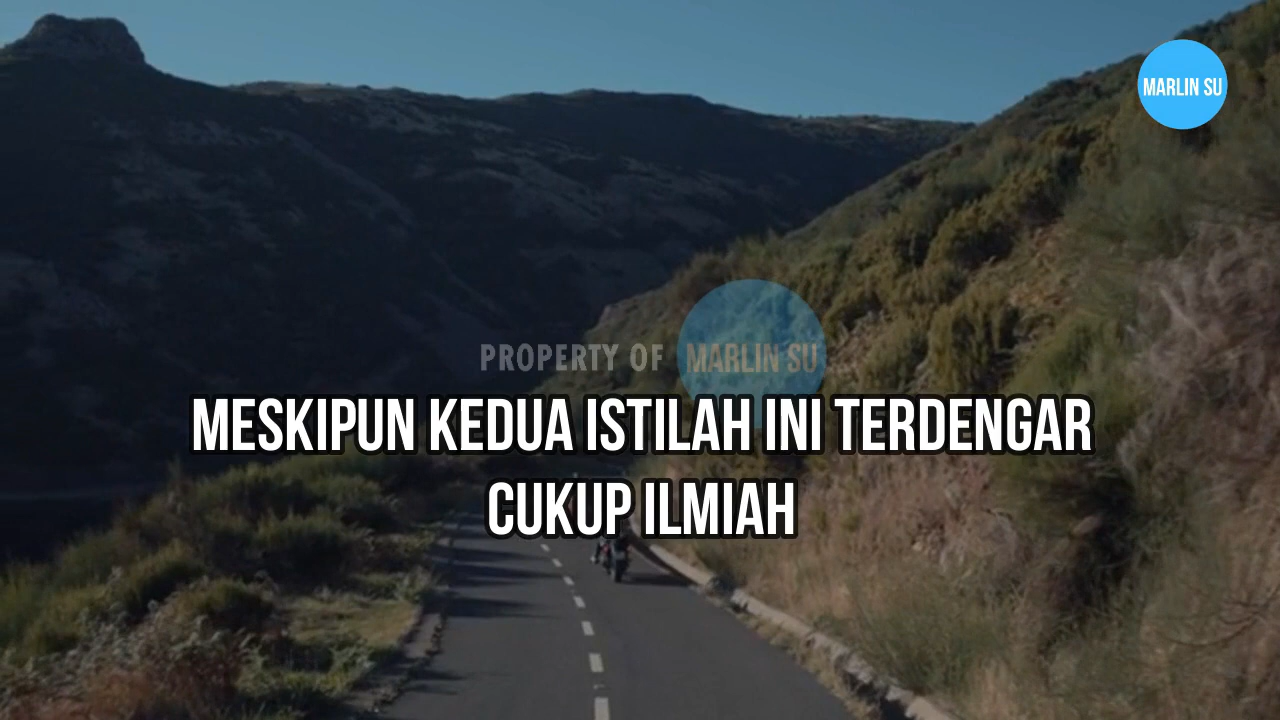 MARLIN SU
PROPERTY OF MARLIN SU
MESKIPUN KEDUA ISTILAH INI TERDENGAR
CUKUP ILMIAH